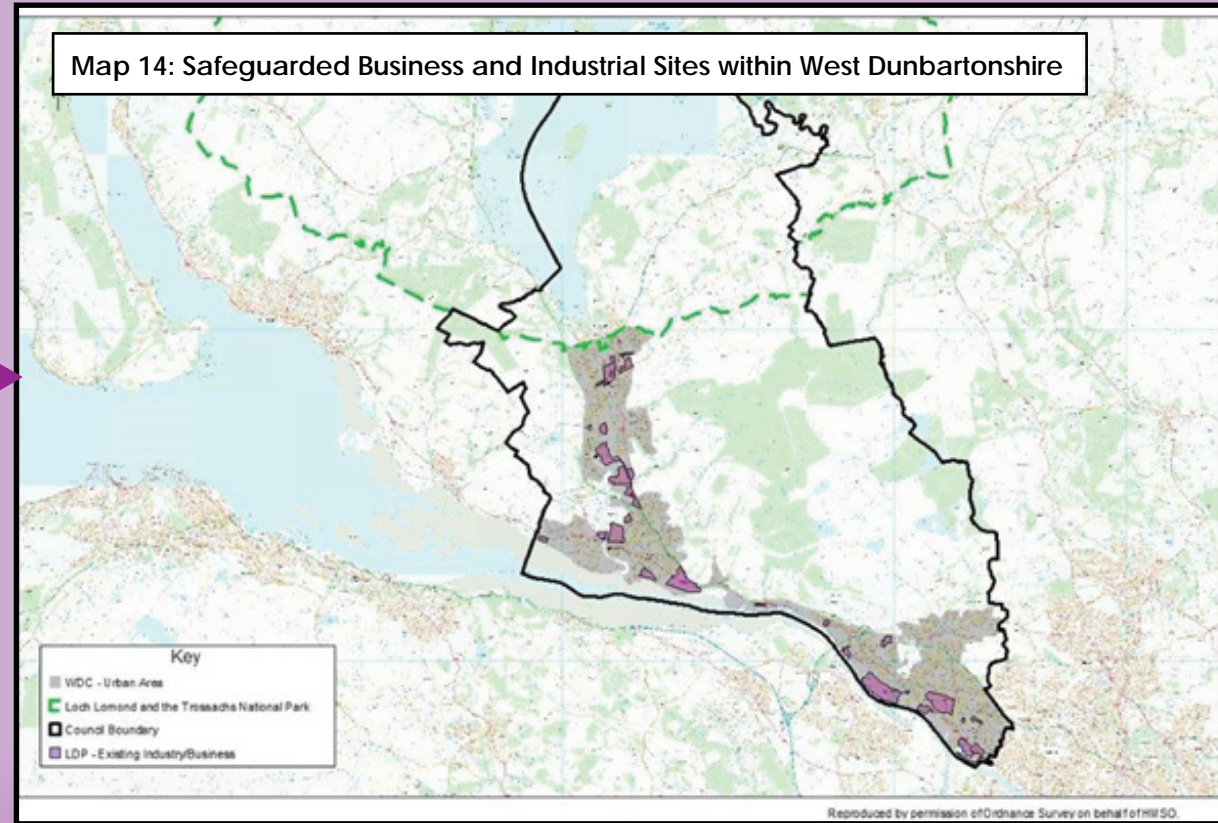 Map 14: Safeguarded Business and Industrial Sites within West Dunbartonshire
Key
WDC - Urban Area
Loch Lomond and the Trossachs National Park
Council Boundary
LDP - Existing Industry/Business
Reproduced by permission of Ordnance Survey on behalf of HMSO.